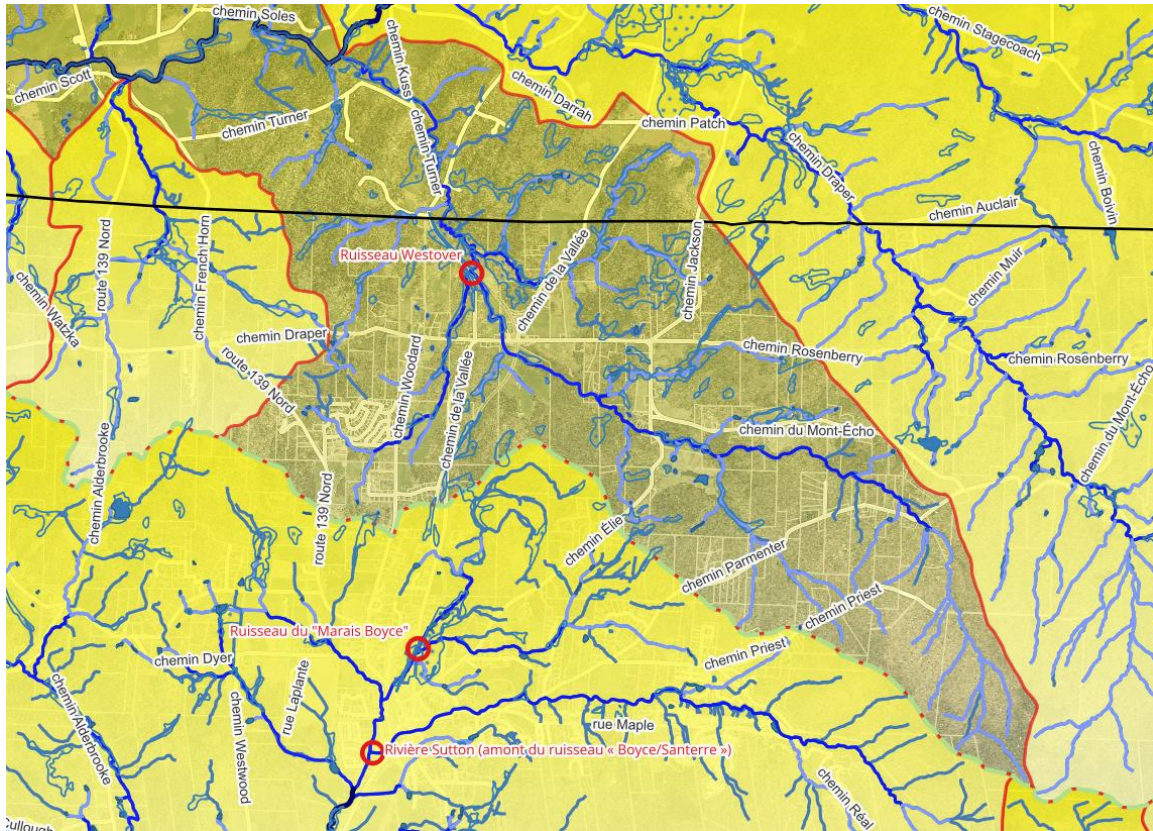 chemin Soles
chemin Stagecoach
chemin Scott
chemin Kuss
chemin Darrah
chemin Turner
chemin Patch
chemin Turner
chemin Draper
chemin Boivin
chemin Auclair
route 139 Nord
chemin French Horn
Ruisseau Westover
chemin de la Vallée
chemin Jackson
chemin Muir
chemin Watzka
chemin Draper
chemin Rosenberry
chemin Rosenberry
route 139 Nord
chemin Woodard
chemin de la Vallée
chemin du Mont-Écho
chemin du Mont-Écho
chemin Alderbrooke
route 139 Nord
chemin Élie
chemin Parmenter
chemin Priest
Ruisseau du "Marais Boyce"
chemin Dyer
chemin Priest
rue Laplante
chemin Alderbrooke
chemin Westwood
rue Maple
Rivière Sutton (amont du ruisseau « Boyce/Santerre »)
chemin Réal
Cullough